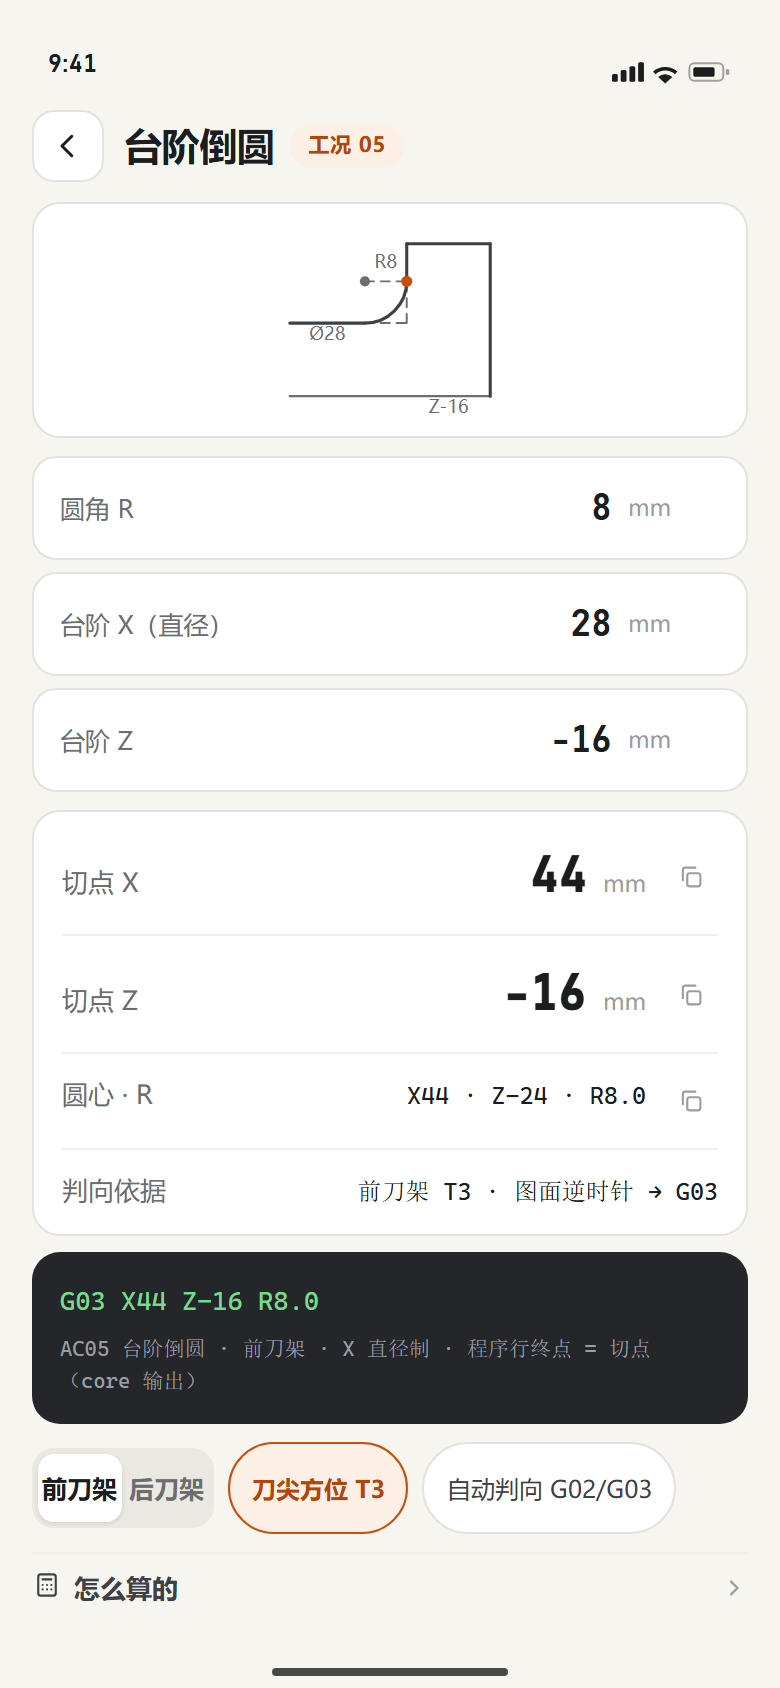 9:41
台阶倒圆 工况 05
R8
Ø28
Z-16
圆角 R 8 mm
台阶 X（直径） 28 mm
台阶 Z -16 mm
切点 X 44 mm
切点 Z -16 mm
圆心 · R X44 · Z-24 · R8.0
判向依据 前刀架 T3 · 图面逆时针 → G03
G03 X44 Z-16 R8.0
AC05 台阶倒圆 · 前刀架 · X 直径制 · 程序行终点 = 切点
（core 输出）
前刀架 后刀架 刀尖方位 T3 自动判向 G02/G03
怎么算的